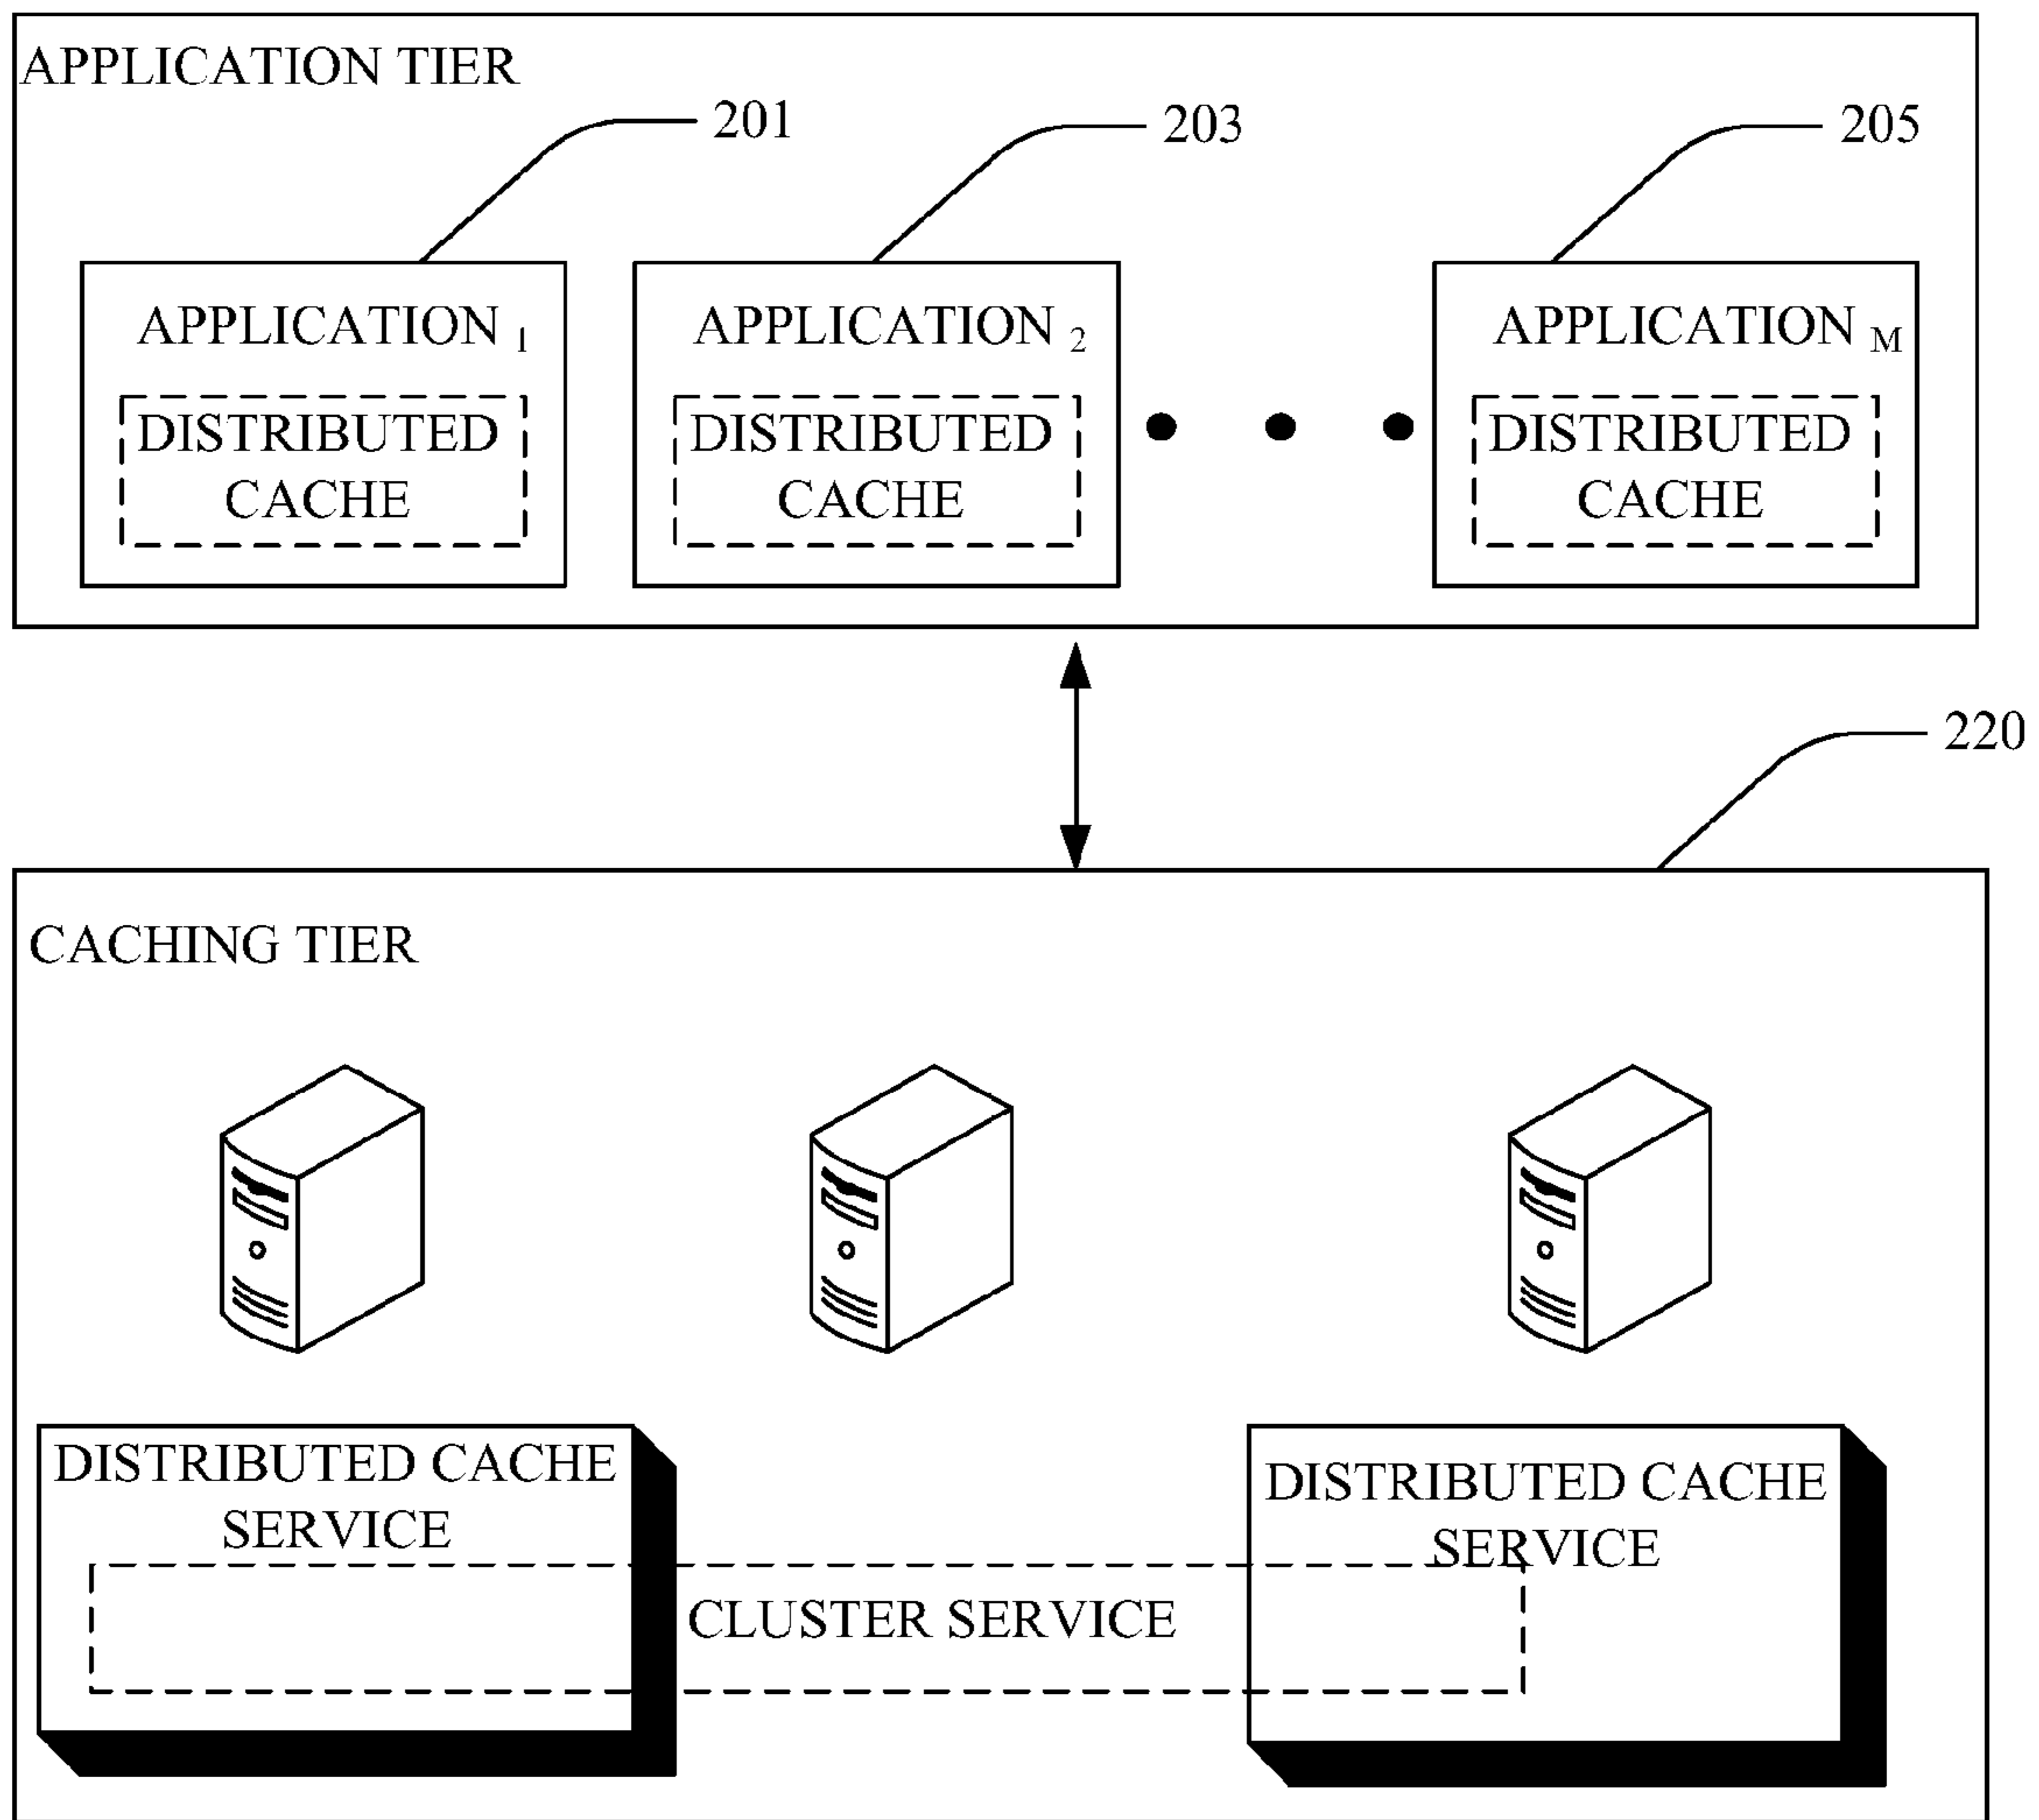 APPLICATION TIER
201
203
205
APPLICATION 1
APPLICATION 2
APPLICATION M
DISTRIBUTED
CACHE
DISTRIBUTED
CACHE
DISTRIBUTED
CACHE
220
CACHING TIER
DISTRIBUTED CACHE
SERVICE
DISTRIBUTED CACHE
SERVICE
CLUSTER SERVICE